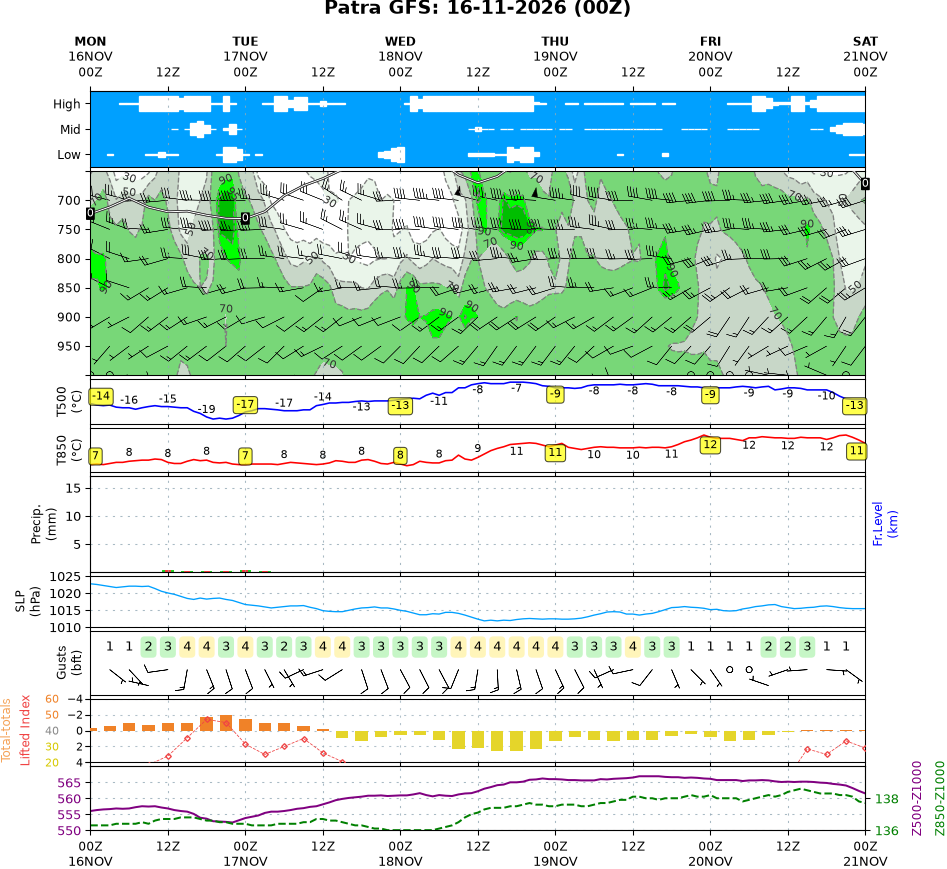 Patra GFS: 16-11-2026 (00Z)
MON TUE WED THU FRI SAT
16NOV 17NOV 18NOV 19NOV 20NOV 21NOV
00Z 12Z 00Z 12Z 00Z 12Z 00Z 12Z 00Z 12Z 00Z
High
Mid
Low
700
750
800
850
900
950
T500 (°C)
-14 -16 -15 -19 -17 -17 -14 -13 -13 -11 -8 -7 -9 -8 -8 -9 -9 -9 -10 -13
T850 (°C)
7 8 8 8 7 8 8 8 8 8 9 11 11 10 10 11 12 12 12 12 11
Precip. (mm)
15
10
5
Fr.Level (km)
SLP (hPa)
1025
1020
1015
1010
Gusts (bft)
1 1 2 3 4 4 3 4 3 2 3 4 4 3 3 3 3 3 4 4 4 4 4 4 3 3 3 4 3 3 1 1 1 1 2 2 3 1 1
Total-totals
Lifted Index
60 −4
50 −2
40 0
30 2
20 4
565
560
555
550
138
136
Z500-Z1000
Z850-Z1000
00Z 12Z 00Z 12Z 00Z 12Z 00Z 12Z 00Z 12Z 00Z
16NOV 17NOV 18NOV 19NOV 20NOV 21NOV